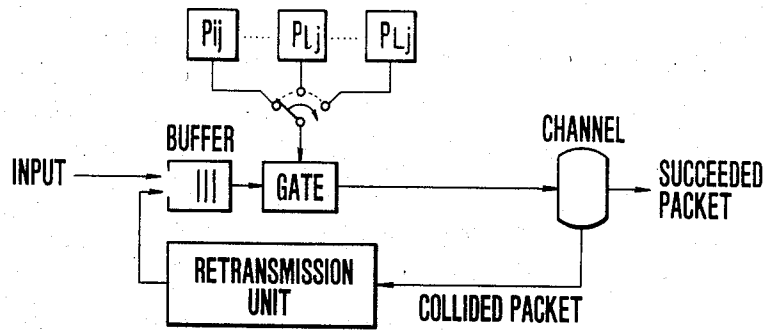 Pij ..... Plj ..... PLj
BUFFER
CHANNEL
INPUT
GATE
SUCCEEDED
PACKET
RETRANSMISSION
UNIT
COLLIDED PACKET